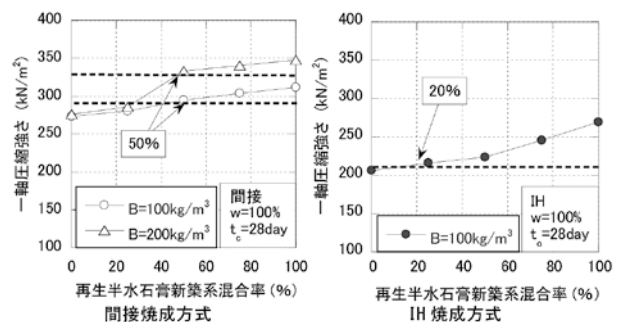 一軸圧縮強さ (kN/m²)
400
350
300
250
200
150
100
0
20
40
60
80
100
50%
B=100kg/m³
B=200kg/m³
間接
w=100%
t_c=28day
再生半水石膏新築系混合率(%)
間接焼成方式
一軸圧縮強さ (kN/m²)
400
350
300
250
200
150
100
0
20
40
60
80
100
20%
B=100kg/m³
IH
w=100%
t_c=28day
再生半水石膏新築系混合率(%)
IH 焼成方式